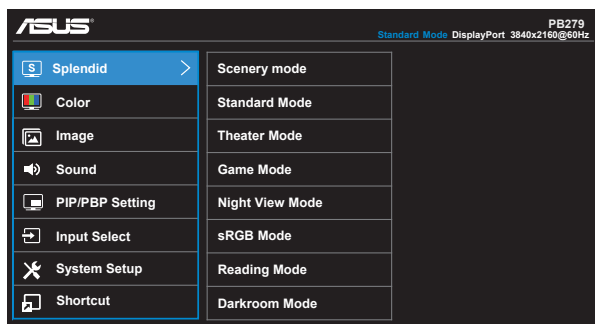 ASUS
PB279
Standard Mode DisplayPort 3840x2160@60Hz
S Splendid
Color
Image
Sound
PIP/PBP Setting
Input Select
System Setup
Shortcut
Scenery mode
Standard Mode
Theater Mode
Game Mode
Night View Mode
sRGB Mode
Reading Mode
Darkroom Mode